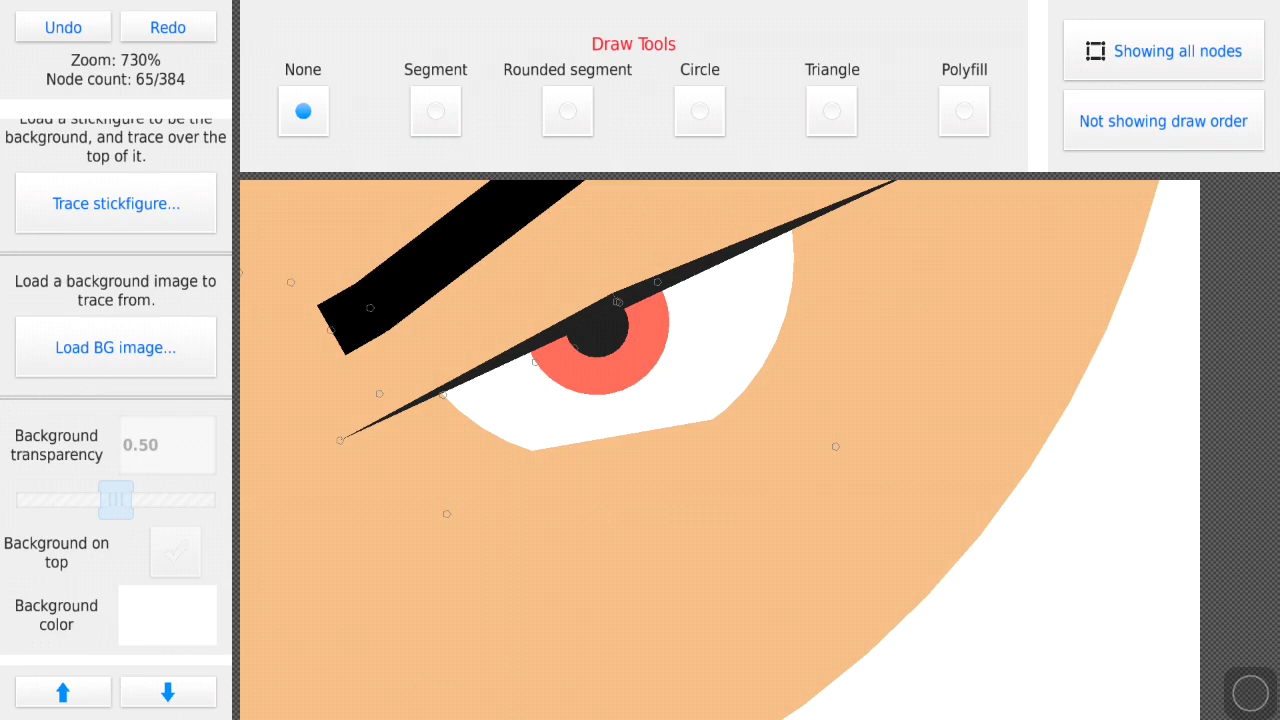 Undo
Redo
Zoom: 730%
Node count: 65/384
Load a stickfigure to be the
background, and trace over the
top of it.
Trace stickfigure...
Load a background image to
trace from.
Load BG image...
Background
transparency
0.50
Background on
top
Background
color
Draw Tools
None
Segment
Rounded segment
Circle
Triangle
Polyfill
Showing all nodes
Not showing draw order